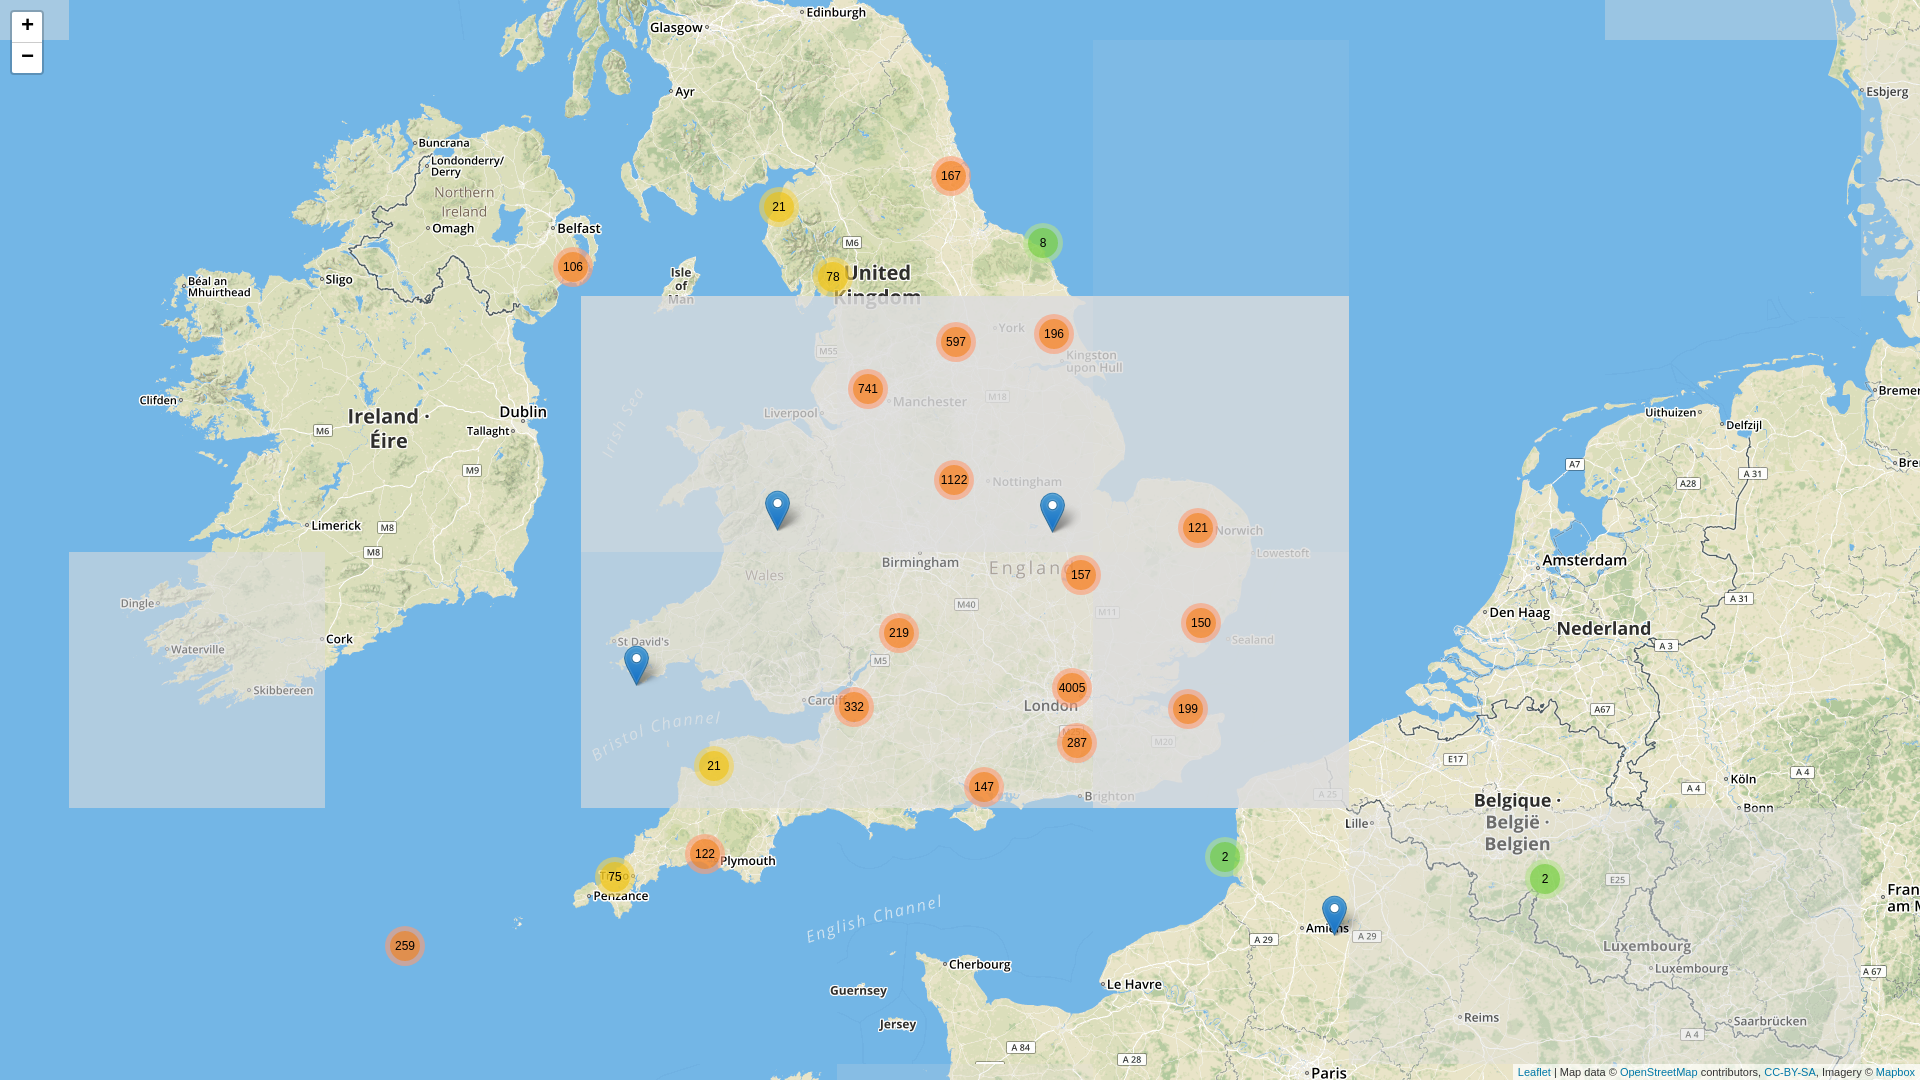 +
−
Glasgow
Edinburgh
Ayr
Esbjerg
Buncrana
Londonderry/
Derry
Northern
Ireland
Omagh
Belfast
167
21
M6
8
106
78
United
Kingdom
Isle
of
Man
Sligo
Béal an
Mhuirthead
597
York
196
M55
Kingston
upon Hull
741
Manchester
M18
Liverpool
Irish Sea
Clifden
Dublin
Ireland ·
Éire
Tallaght
M6
M9
Uithuizen
Delfzijl
A7
A 31
A28
1122
Nottingham
Limerick
M8
M8
121
Norwich
Lowestoft
Birmingham
Wales
157
Amsterdam
Dingle
M40
M11
150
Den Haag
A 31
Nederland
219
Cork
Waterville
St David's
Sealand
M5
A 3
Skibbereen
4005
Cardiff
332
London
199
A67
Bristol Channel
287
M20
E17
21
147
Brighton
A 25
Köln
A 4
A 4
Bonn
Belgique ·
België ·
Belgien
Lille
122
Plymouth
2
75
Penzance
2
E25
English Channel
Amiens
A 29
A 29
259
Luxembourg
Luxembourg
A 67
Cherbourg
Le Havre
Guernsey
Jersey
Reims
Saarbrücken
A 4
A 84
A 28
Paris
Leaflet | Map data © OpenStreetMap contributors, CC-BY-SA, Imagery © Mapbox